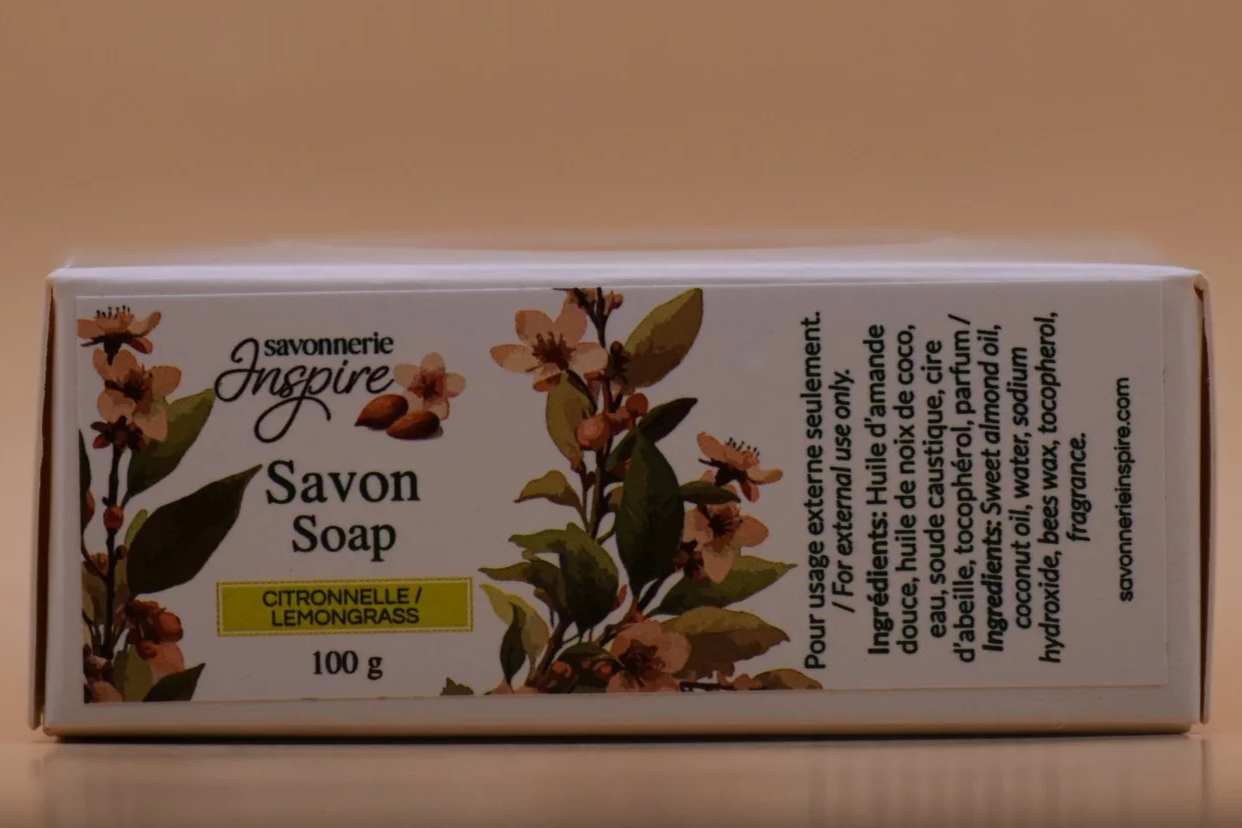 savonnerie
Inspire
Savon
Soap
CITRONNELLE /
LEMONGRASS
100 g
Pour usage externe seulement.
/ For external use only.
Ingrédients: Huile d'amande
douce, huile de noix de coco,
eau, soude caustique, cire
d'abeille, tocophérol, parfum /
Ingredients: Sweet almond oil,
coconut oil, water, sodium
hydroxide, bees wax, tocopherol,
fragrance.
savonnerieinspire.com